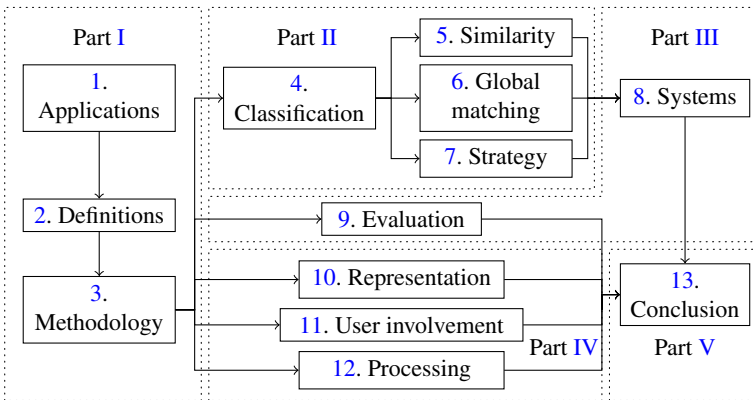 Part I
Part II
Part III
1.
Applications
2. Definitions
3.
Methodology
4.
Classification
5. Similarity
6. Global
matching
7. Strategy
8. Systems
9. Evaluation
10. Representation
11. User involvement
12. Processing
Part IV
13.
Conclusion
Part V